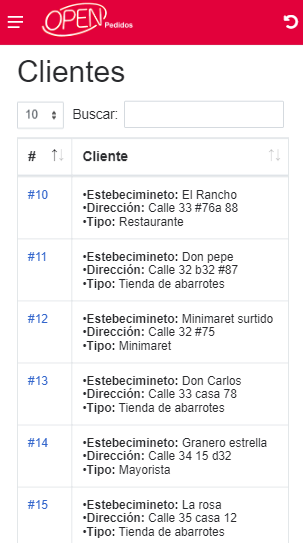 OPEN Pedidos
Clientes
10 Buscar:
# Cliente
#10 •Estebecimineto: El Rancho
•Dirección: Calle 33 #76a 88
•Tipo: Restaurante
#11 •Estebecimineto: Don pepe
•Dirección: Calle 32 b32 #87
•Tipo: Tienda de abarrotes
#12 •Estebecimineto: Minimaret surtido
•Dirección: Calle 32 #75
•Tipo: Minimaret
#13 •Estebecimineto: Don Carlos
•Dirección: Calle 33 casa 78
•Tipo: Tienda de abarrotes
#14 •Estebecimineto: Granero estrella
•Dirección: Calle 34 15 d32
•Tipo: Mayorista
#15 •Estebecimineto: La rosa
•Dirección: Calle 35 casa 12
•Tipo: Tienda de abarrotes